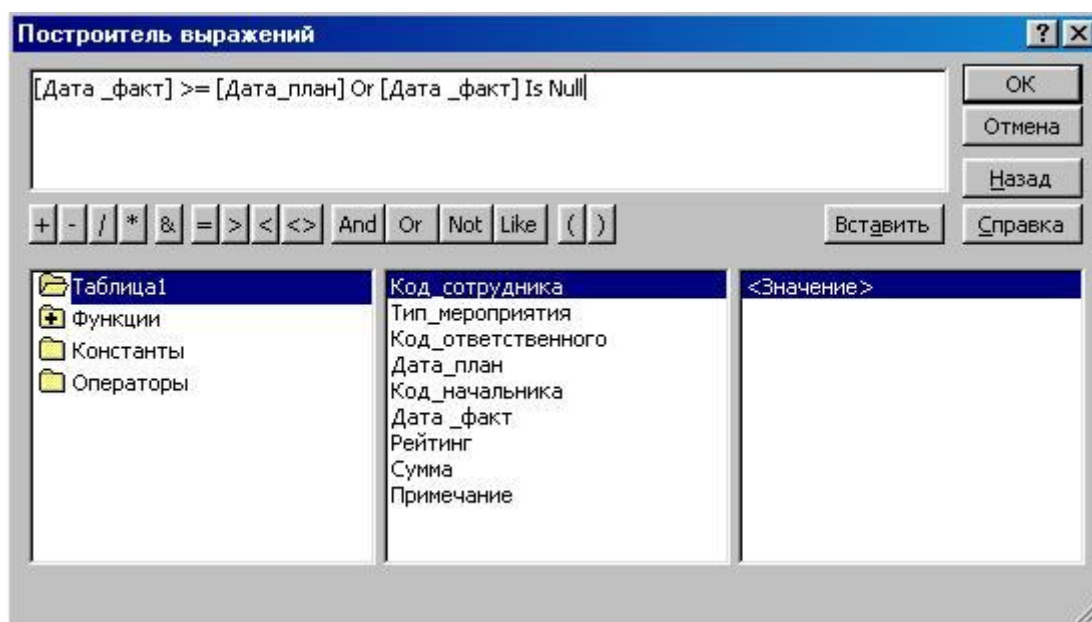 Построитель выражений
[Дата _факт] >= [Дата_план] Or [Дата _факт] Is Null
ОК
Отмена
Назад
+ - / * & = > < <> And Or Not Like ( ) Вставить Справка
Таблица1
Функции
Константы
Операторы
Код_сотрудника
Тип_мероприятия
Код_ответственного
Дата_план
Код_начальника
Дата _факт
Рейтинг
Сумма
Примечание
<Значение>